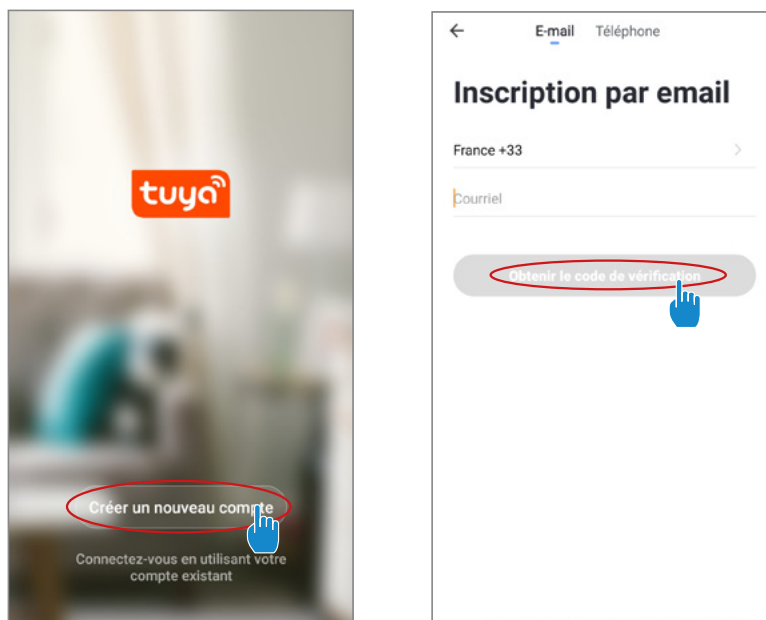 tuya
Créer un nouveau compte
Connectez-vous en utilisant votre
compte existant
E-mail Téléphone
Inscription par email
France +33
Courriel
Obtenir le code de vérification